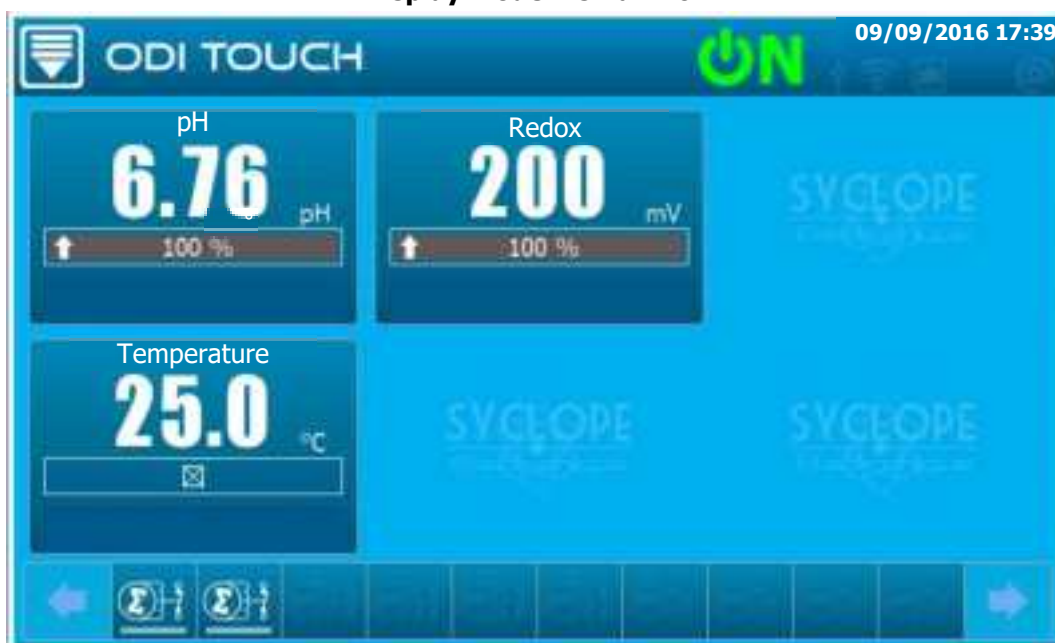 ODI TOUCH
ON
09/09/2016 17:39
pH
6.76 pH
100 %
Redox
200 mV
100 %
SYCLOPE
Temperature
25.0 °C
SYCLOPE
SYCLOPE